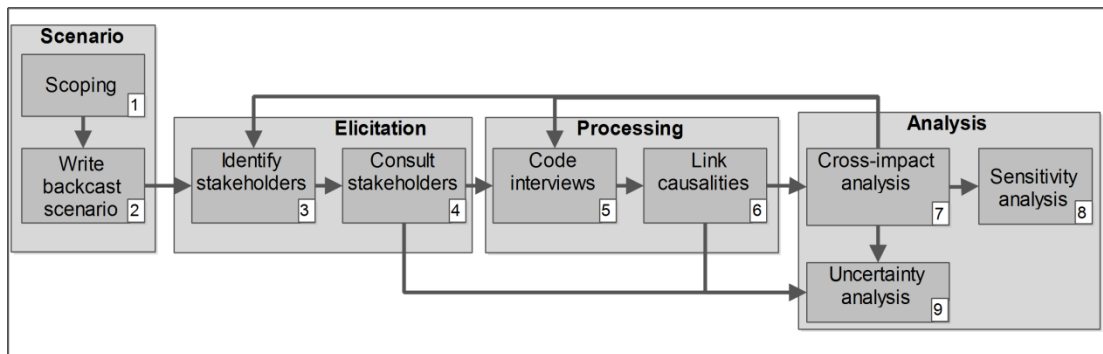 Scenario
Scoping
1
Write
backcast
scenario
2
Elicitation
Identify
stakeholders
3
Consult
stakeholders
4
Processing
Code
interviews
5
Link
causalities
6
Analysis
Cross-impact
analysis
7
Sensitivity
analysis
8
Uncertainty
analysis
9